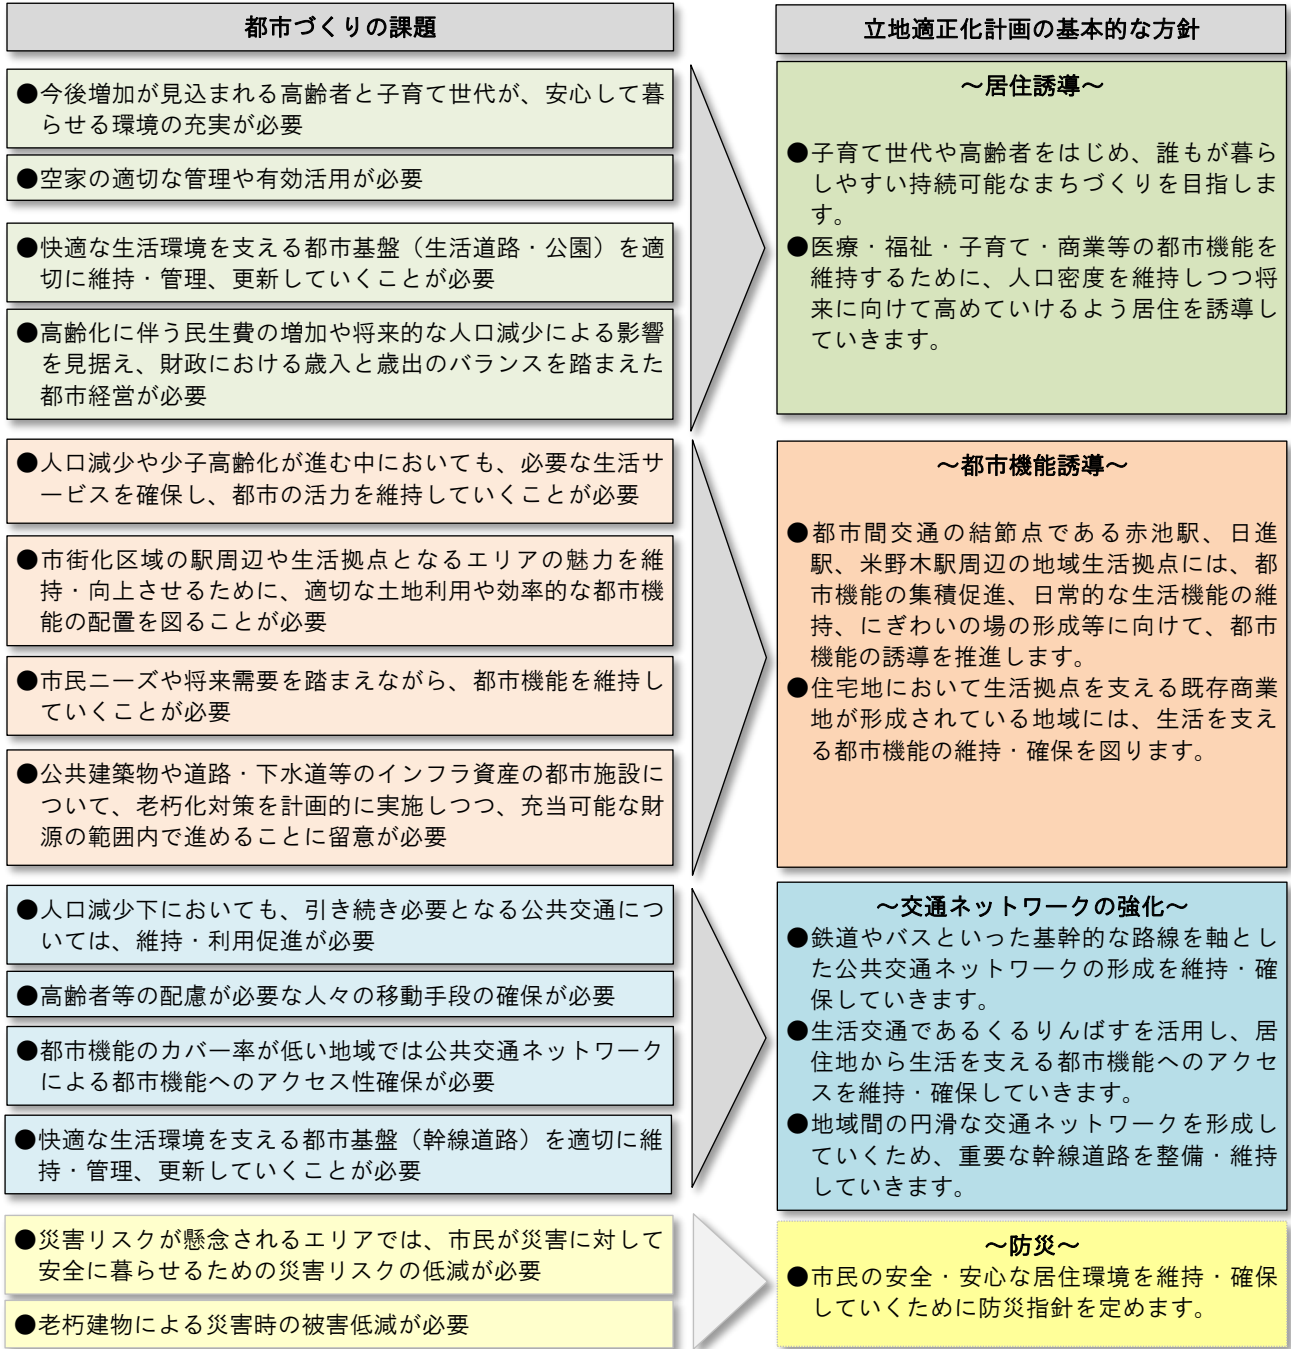 都市づくりの課題
●今後増加が見込まれる高齢者と子育て世代が、安心して暮
らせる環境の充実が必要
●空家の適切な管理や有効活用が必要
●快適な生活環境を支える都市基盤（生活道路・公園）を適
切に維持・管理、更新していくことが必要
●高齢化に伴う民生費の増加や将来的な人口減少による影響
を見据え、財政における歳入と歳出のバランスを踏まえた
都市経営が必要
●人口減少や少子高齢化が進む中においても、必要な生活サ
ービスを確保し、都市の活力を維持していくことが必要
●市街化区域の駅周辺や生活拠点となるエリアの魅力を維
持・向上させるために、適切な土地利用や効率的な都市機
能の配置を図ることが必要
●市民ニーズや将来需要を踏まえながら、都市機能を維持し
ていくことが必要
●公共建築物や道路・下水道等のインフラ資産の都市施設に
ついて、老朽化対策を計画的に実施しつつ、充当可能な財
源の範囲内で進めることに留意が必要
●人口減少下においても、引き続き必要となる公共交通につ
いては、維持・利用促進が必要
●高齢者等の配慮が必要な人々の移動手段の確保が必要
●都市機能のカバー率が低い地域では公共交通ネットワーク
による都市機能へのアクセス性確保が必要
●快適な生活環境を支える都市基盤（幹線道路）を適切に維
持・管理、更新していくことが必要
●災害リスクが懸念されるエリアでは、市民が災害に対して
安全に暮らせるための災害リスクの低減が必要
●老朽建物による災害時の被害低減が必要
立地適正化計画の基本的な方針
～居住誘導～
●子育て世代や高齢者をはじめ、誰もが暮ら
しやすい持続可能なまちづくりを目指しま
す。
●医療・福祉・子育て・商業等の都市機能を
維持するために、人口密度を維持しつつ将
来に向けて高めていけるよう居住を誘導し
ていきます。
～都市機能誘導～
●都市間交通の結節点である赤池駅、日進
駅、米野木駅周辺の地域生活拠点には、都
市機能の集積促進、日常的な生活機能の維
持、にぎわいの場の形成等に向けて、都市
機能の誘導を推進します。
●住宅地において生活拠点を支える既存商業
地が形成されている地域には、生活を支え
る都市機能の維持・確保を図ります。
～交通ネットワークの強化～
●鉄道やバスといった基幹的な路線を軸とし
た公共交通ネットワークの形成を維持・確
保していきます。
●生活交通であるくるりんばすを活用し、居
住地から生活を支える都市機能へのアクセ
スを維持・確保していきます。
●地域間の円滑な交通ネットワークを形成し
ていくため、重要な幹線道路を整備・維持
していきます。
～防災～
●市民の安全・安心な居住環境を維持・確保
していくために防災指針を定めます。